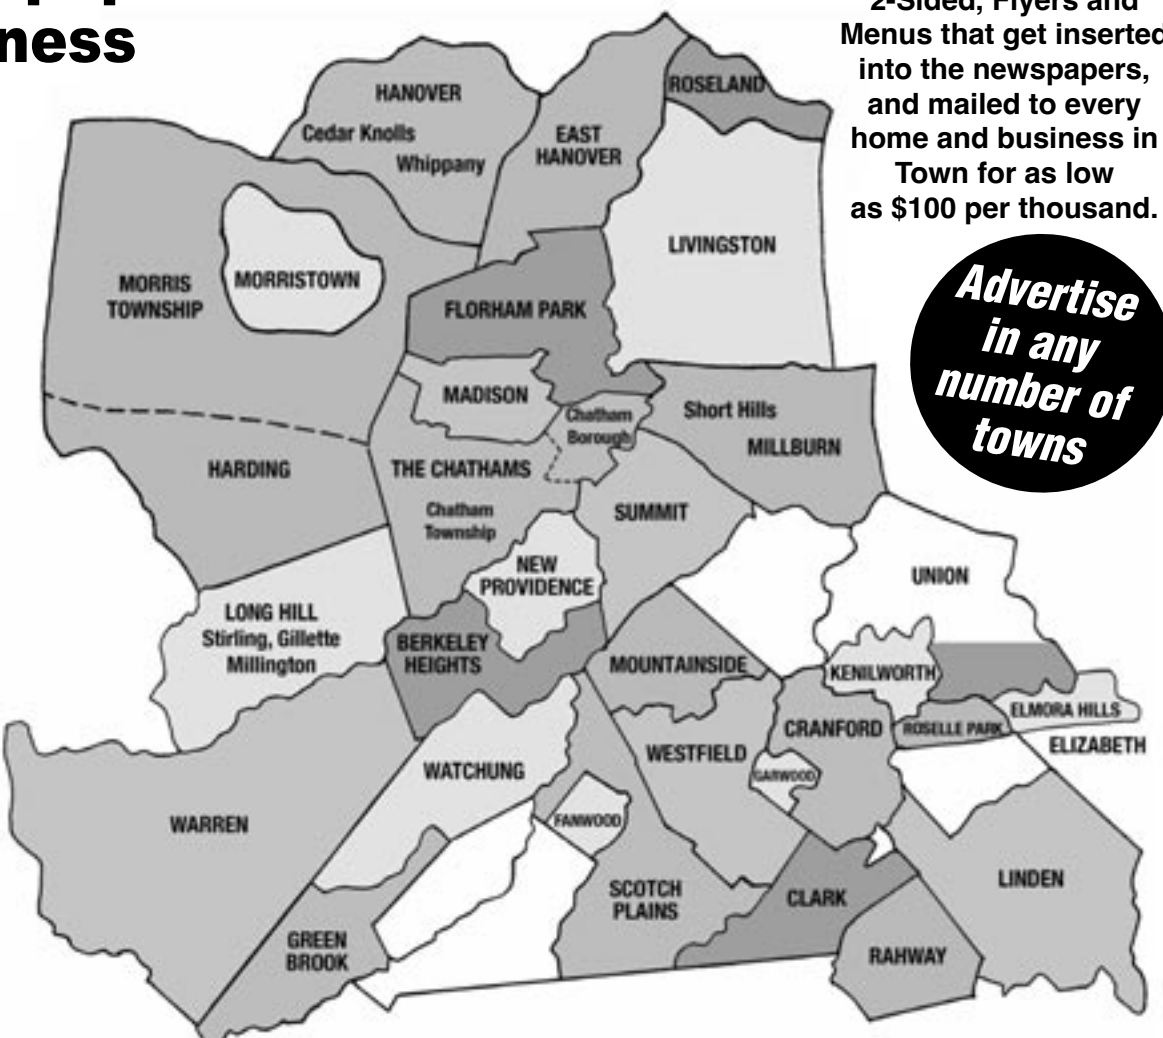 ness
2-Sided, Flyers and
Menus that get inserted
into the newspapers,
and mailed to every
home and business in
Town for as low
as $100 per thousand.
Advertise
in any
number of
towns
HANOVER
Cedar Knolls
Whippany
EAST
HANOVER
ROSELAND
LIVINGSTON
MORRIS
TOWNSHIP
MORRISTOWN
FLORHAM PARK
MADISON
Chatham
Borough
Short Hills
MILLBURN
HARDING
THE CHATHAMS
Chatham
Township
SUMMIT
NEW
PROVIDENCE
UNION
LONG HILL
Stirling, Gillette
Millington
BERKELEY
HEIGHTS
MOUNTAINSIDE
KENILWORTH
ELMORA HILLS
CRANFORD
ROSELLE PARK
ELIZABETH
WESTFIELD
GARWOOD
WATCHUNG
WARREN
FANWOOD
SCOTCH
PLAINS
CLARK
LINDEN
GREEN
BROOK
RAHWAY